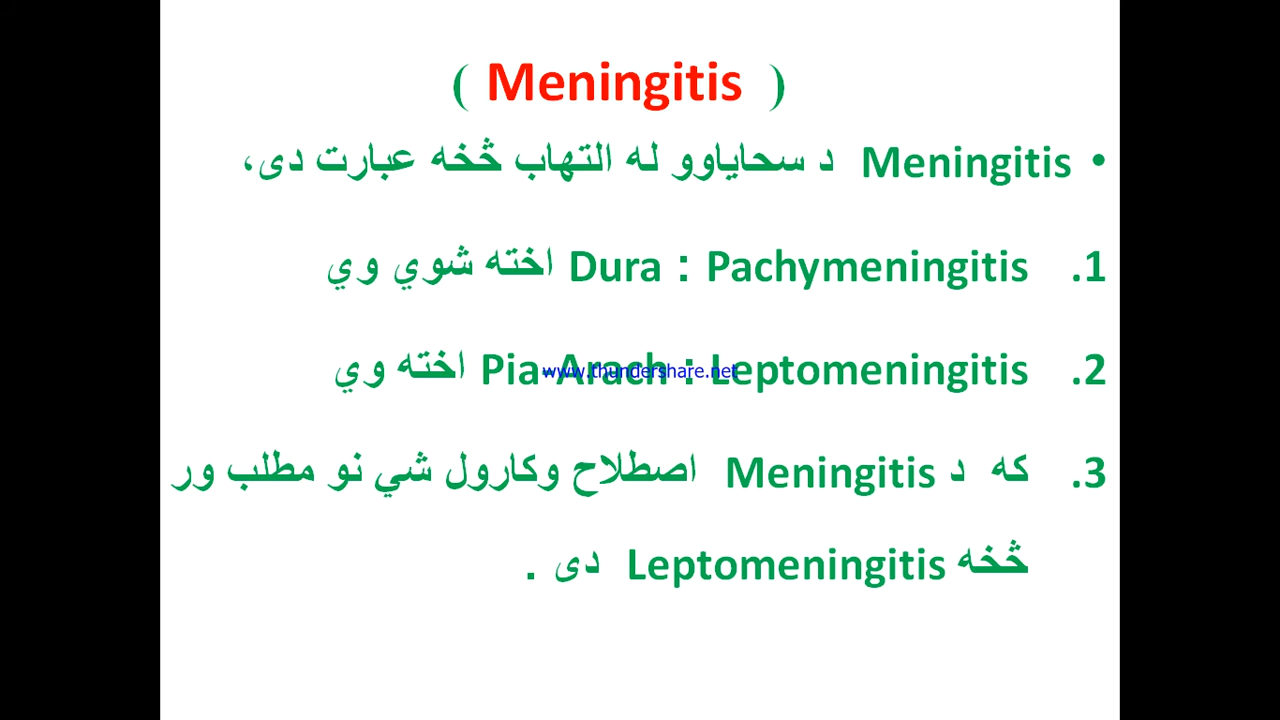 ( Meningitis )
• Meningitis د سحاياوو له التهاب څخه عبارت دی،
1. Pachymeningitis : Dura اخته شوي وي
2. Leptomeningitis : Pia-Arach اخته وي
www.thundershare.net
3. که د Meningitis اصطلاح وکارول شي نو مطلب ور
څخه Leptomeningitis دی .